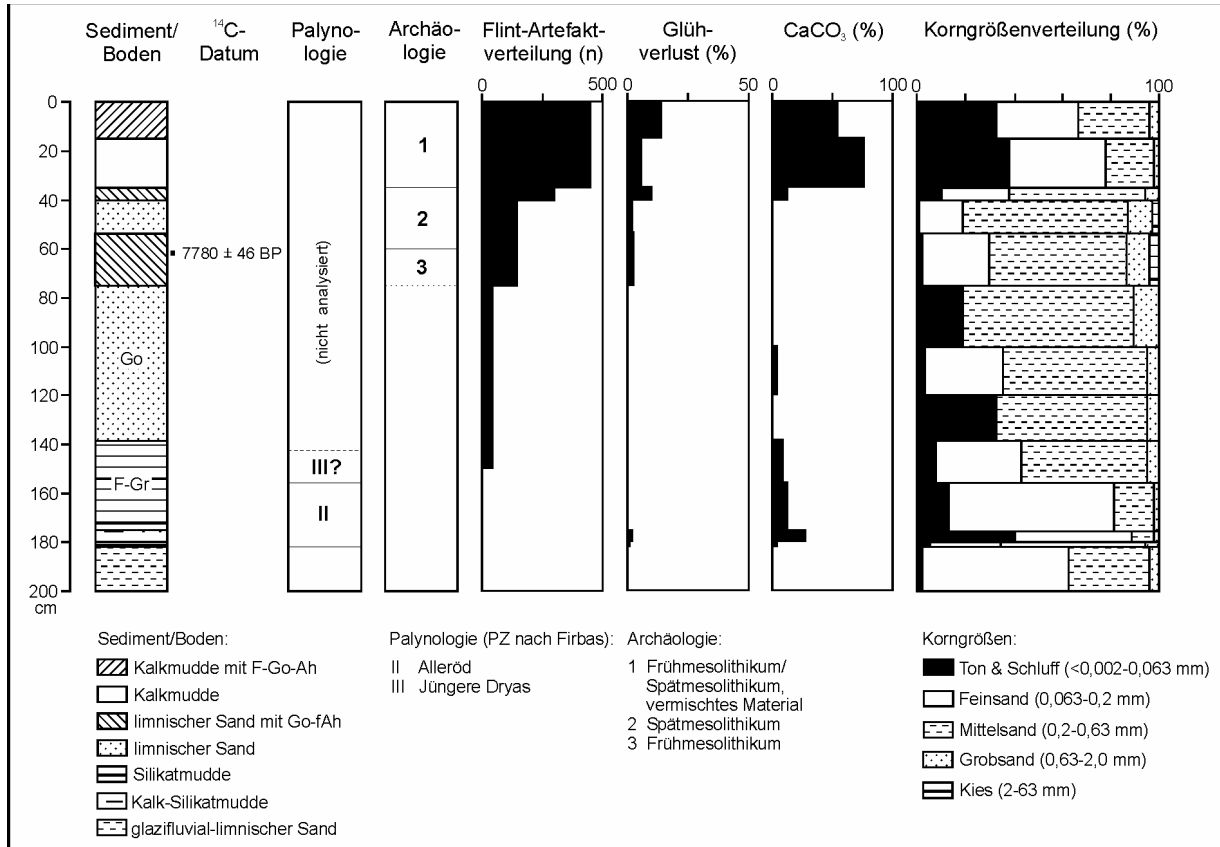 Sediment/
Boden
14C-
Datum
Palyno-
logie
Archäo-
logie
Flint-Artefakt-
verteilung (n)
Glüh-
verlust (%)
CaCO3 (%)
Korngrößenverteilung (%)
0 500 0 50 0 100 0 100
0
20
40
60
80
100
120
140
160
180
200
cm
Go
F-Gr
7780 ± 46 BP
(nicht analysiert)
III?
II
1
2
3
Sediment/Boden:
Kalkmudde mit F-Go-Ah
Kalkmudde
limnischer Sand mit Go-fAh
limnischer Sand
Silikatmudde
Kalk-Silikatmudde
glazifluvial-limnischer Sand
Palynologie (PZ nach Firbas):
II Alleröd
III Jüngere Dryas
Archäologie:
1 Frühmesolithikum/
Spätmesolithikum,
vermischtes Material
2 Spätmesolithikum
3 Frühmesolithikum
Korngrößen:
Ton & Schluff (<0,002-0,063 mm)
Feinsand (0,063-0,2 mm)
Mittelsand (0,2-0,63 mm)
Grobsand (0,63-2,0 mm)
Kies (2-63 mm)